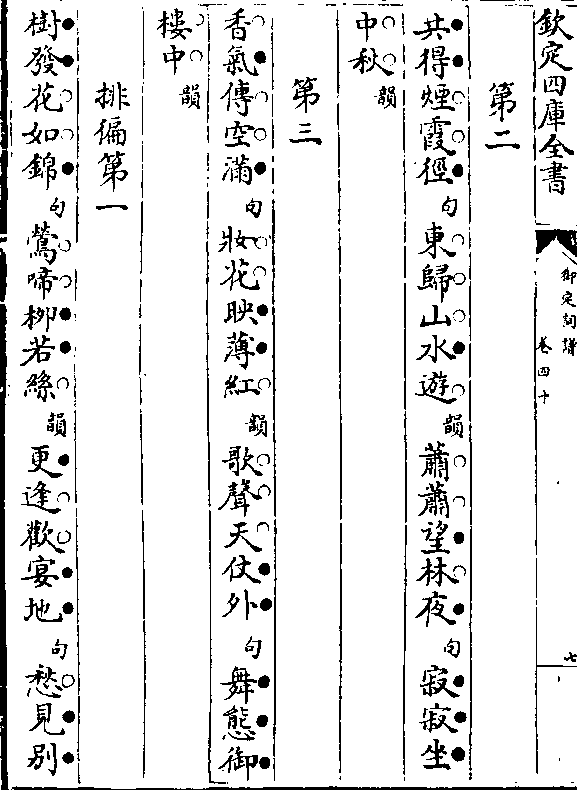 欽定四庫全書
御定詞譜
卷四十
七
第二
共得煙霞徑句東歸山水遊韻蕭蕭望林夜句寂寂坐
中秋韻
第三
香氣傳空滿句妝花映薄紅韻歌聲天仗外句舞態御
樓中韻
排徧第一
樹發花如錦句鶯啼柳若絲韻更逢歡宴地句愁見別